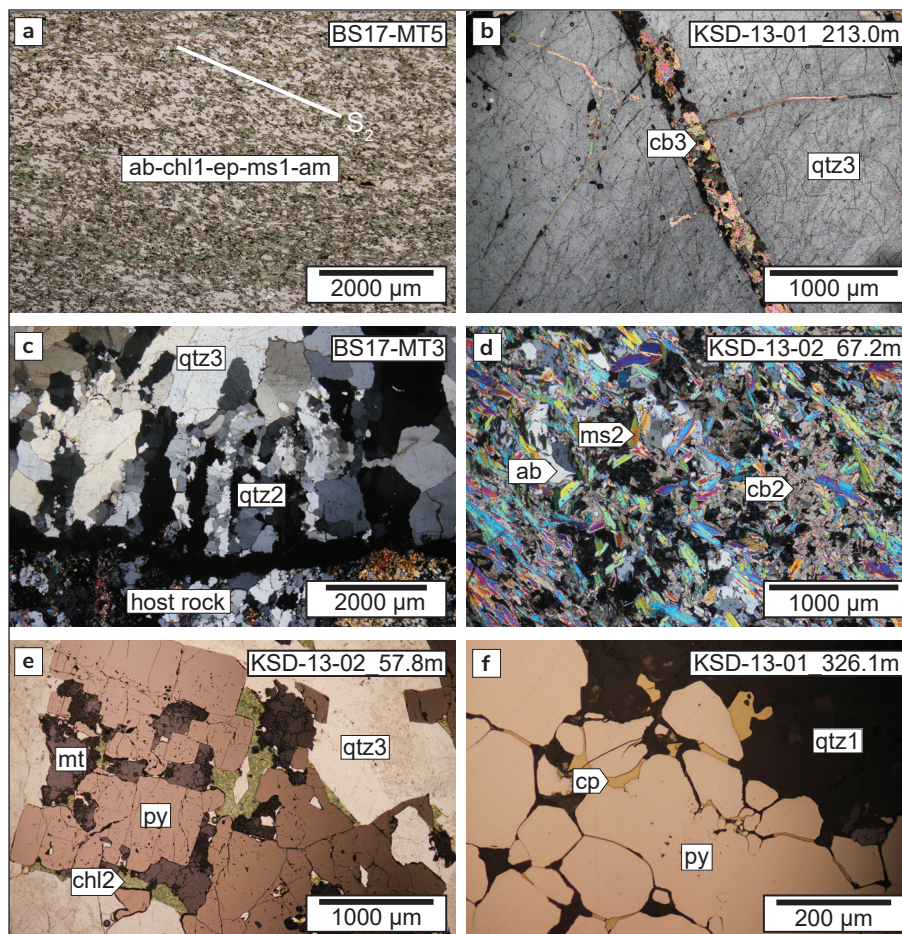 a
BS17-MT5
S2
ab-chl1-ep-ms1-am
2000 µm
b
KSD-13-01_213.0m
cb3
qtz3
1000 µm
c
BS17-MT3
qtz3
qtz2
host rock
2000 µm
d
KSD-13-02_67.2m
ms2
ab
cb2
1000 µm
e
KSD-13-02_57.8m
qtz3
mt
py
chl2
1000 µm
f
KSD-13-01_326.1m
qtz1
cp
py
200 µm